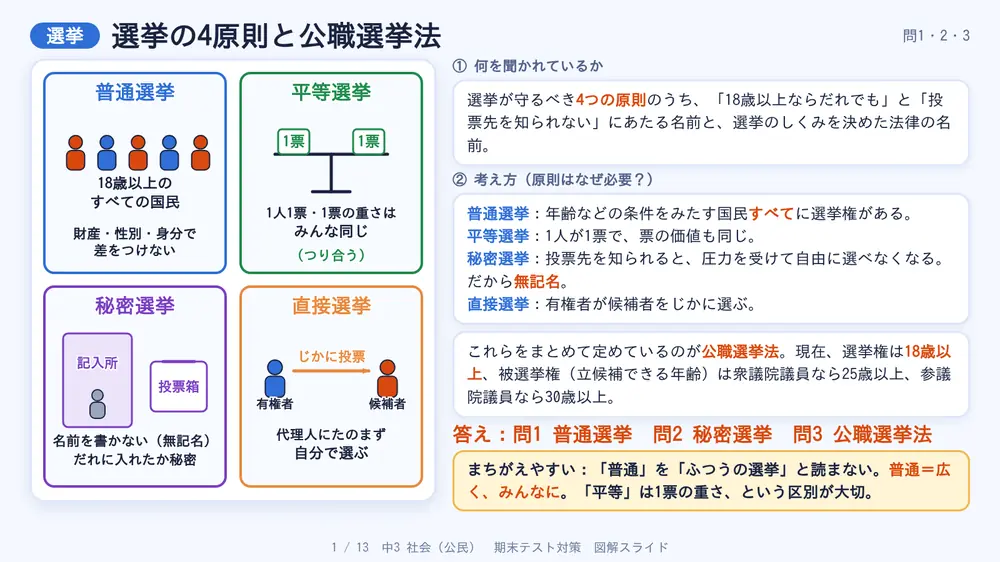 選挙
選挙の4原則と公職選挙法
問1・2・3
普通選挙
18歳以上の
すべての国民
財産・性別・身分で
差をつけない
平等選挙
1票
1票
1人1票・1票の重さは
みんな同じ
(つり合う)
秘密選挙
記入所
投票箱
名前を書かない（無記名）
だれに入れたか秘密
直接選挙
じかに投票
有権者
候補者
代理人にたのまず
自分で選ぶ
① 何を聞かれているか
選挙が守るべき4つの原則のうち、「18歳以上ならだれでも」と「投
票先を知られない」にあたる名前と、選挙のしくみを決めた法律の名
前。
② 考え方（原則はなぜ必要？）
普通選挙：年齢などの条件をみたす国民すべてに選挙権がある。
平等選挙：1人が1票で、票の価値も同じ。
秘密選挙：投票先を知られると、圧力を受けて自由に選べなくなる。
だから無記名。
直接選挙：有権者が候補者をじかに選ぶ。
これらをまとめて定めているのが公職選挙法。現在、選挙権は18歳以
上、被選挙権（立候補できる年齢）は衆議院議員なら25歳以上、参議
院議員なら30歳以上。
答え：問1 普通選挙　問2 秘密選挙　問3 公職選挙法
まちがえやすい：「普通」を「ふつうの選挙」と読まない。普通＝広
く、みんなに。「平等」は1票の重さ、という区別が大切。
1 / 13　中3 社会（公民）　期末テスト対策　図解スライド